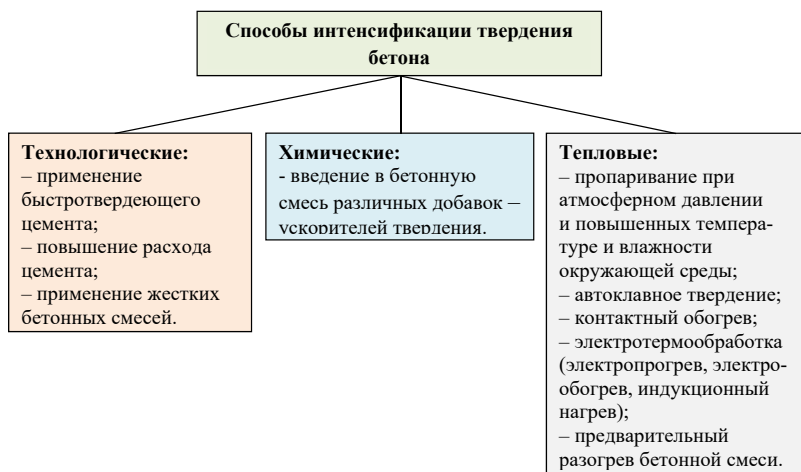 Способы интенсификации твердения
бетона
Технологические:
– применение
быстротвердеющего
цемента;
– повышение расхода
цемента;
– применение жестких
бетонных смесей.
Химические:
- введение в бетонную
смесь различных добавок –
ускорителей твердения.
Тепловые:
– пропаривание при
атмосферном давлении
и повышенных темпера-
туре и влажности
окружающей среды;
– автоклавное твердение;
– контактный обогрев;
– электротермообработка
(электропрогрев, электро-
обогрев, индукционный
нагрев);
– предварительный
разогрев бетонной смеси.